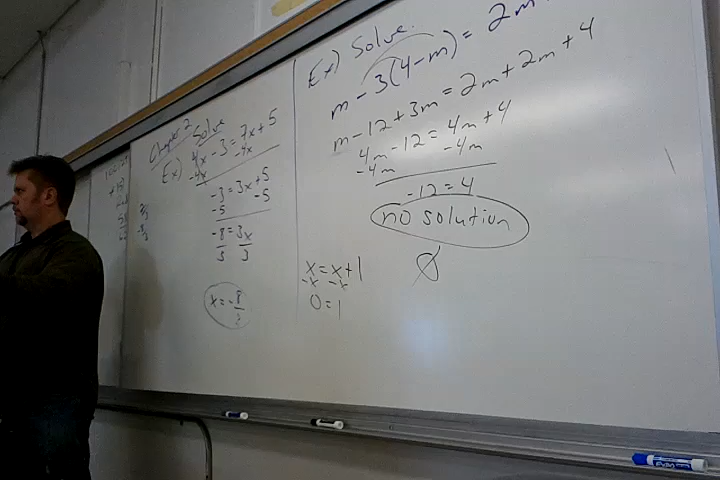 Chapter 2
Solve
Ex) 4x - 3 = 7x + 5
-4x -4x
-3 = 3x + 5
-5 -5
-8 = 3x
3 3
x = -8/3
Ex) Solve.
m - 3(4 - m) = 2m
m - 12 + 3m = 2m + 2m + 4
4m - 12 = 4m + 4
-4m -4m
-12 = 4
no solution
∅
x = x + 1
-x -x
0 = 1
EXPO